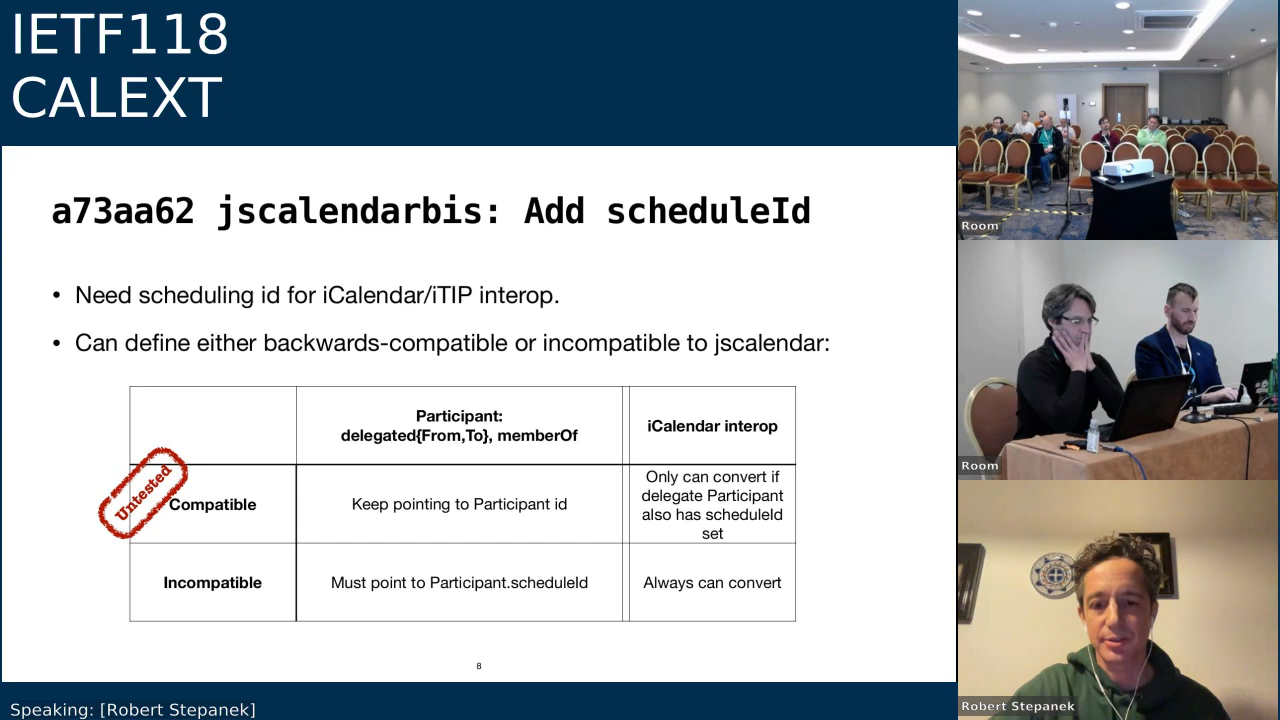 IETF118
CALEXT
a73aa62 jscalendarbis: Add scheduleId
• Need scheduling id for iCalendar/iTIP interop.
• Can define either backwards-compatible or incompatible to jscalendar:
Participant:
delegated{From,To}, memberOf
iCalendar interop
Untested
Compatible
Keep pointing to Participant id
Only can convert if
delegate Participant
also has scheduleId
set
Incompatible
Must point to Participant.scheduleId
Always can convert
8
Speaking: [Robert Stepanek]
Room
Room
Robert Stepanek